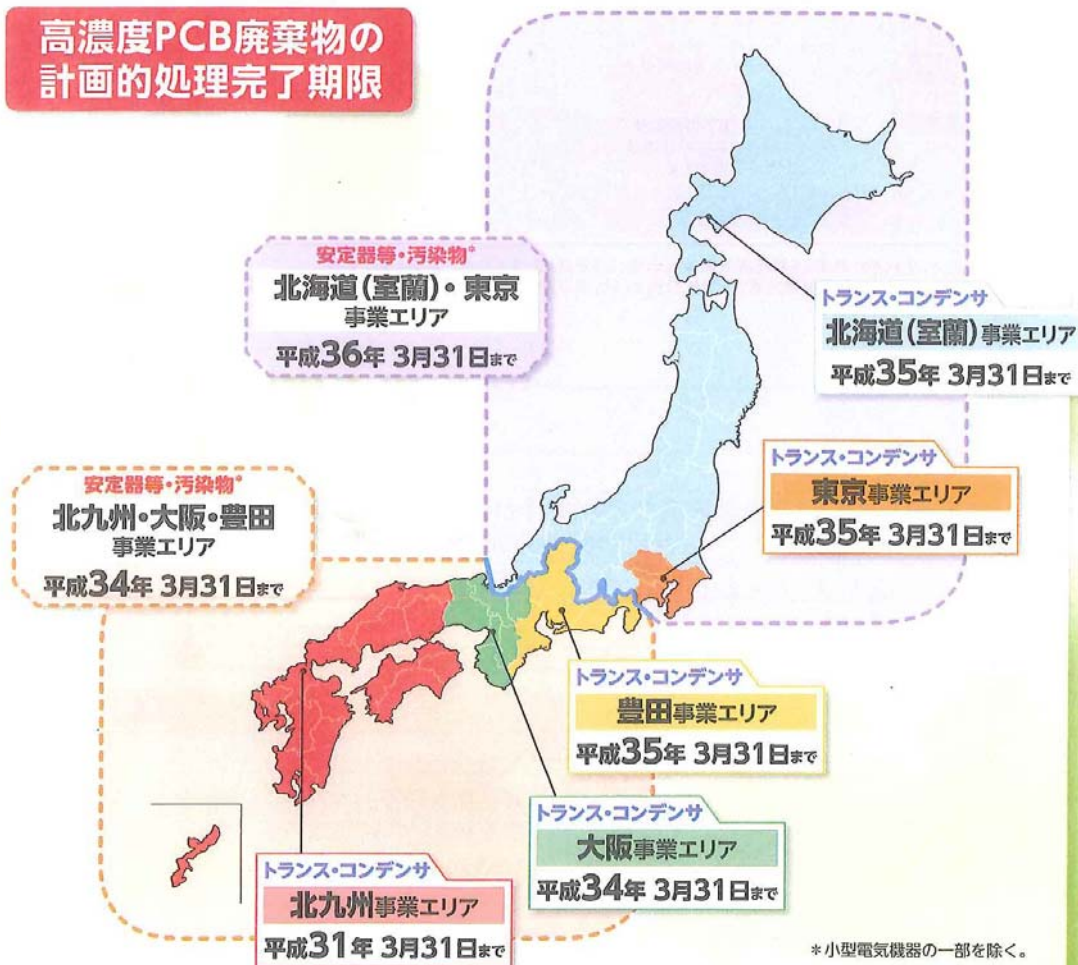 高濃度PCB廃棄物の
計画的処理完了期限
安定器等・汚染物*
北海道(室蘭)・東京
事業エリア
平成36年 3月31日まで
トランス・コンデンサ
北海道(室蘭)事業エリア
平成35年 3月31日まで
トランス・コンデンサ
東京事業エリア
平成35年 3月31日まで
安定器等・汚染物*
北九州・大阪・豊田
事業エリア
平成34年 3月31日まで
トランス・コンデンサ
豊田事業エリア
平成35年 3月31日まで
トランス・コンデンサ
大阪事業エリア
平成34年 3月31日まで
トランス・コンデンサ
北九州事業エリア
平成31年 3月31日まで
*小型電気機器の一部を除く。